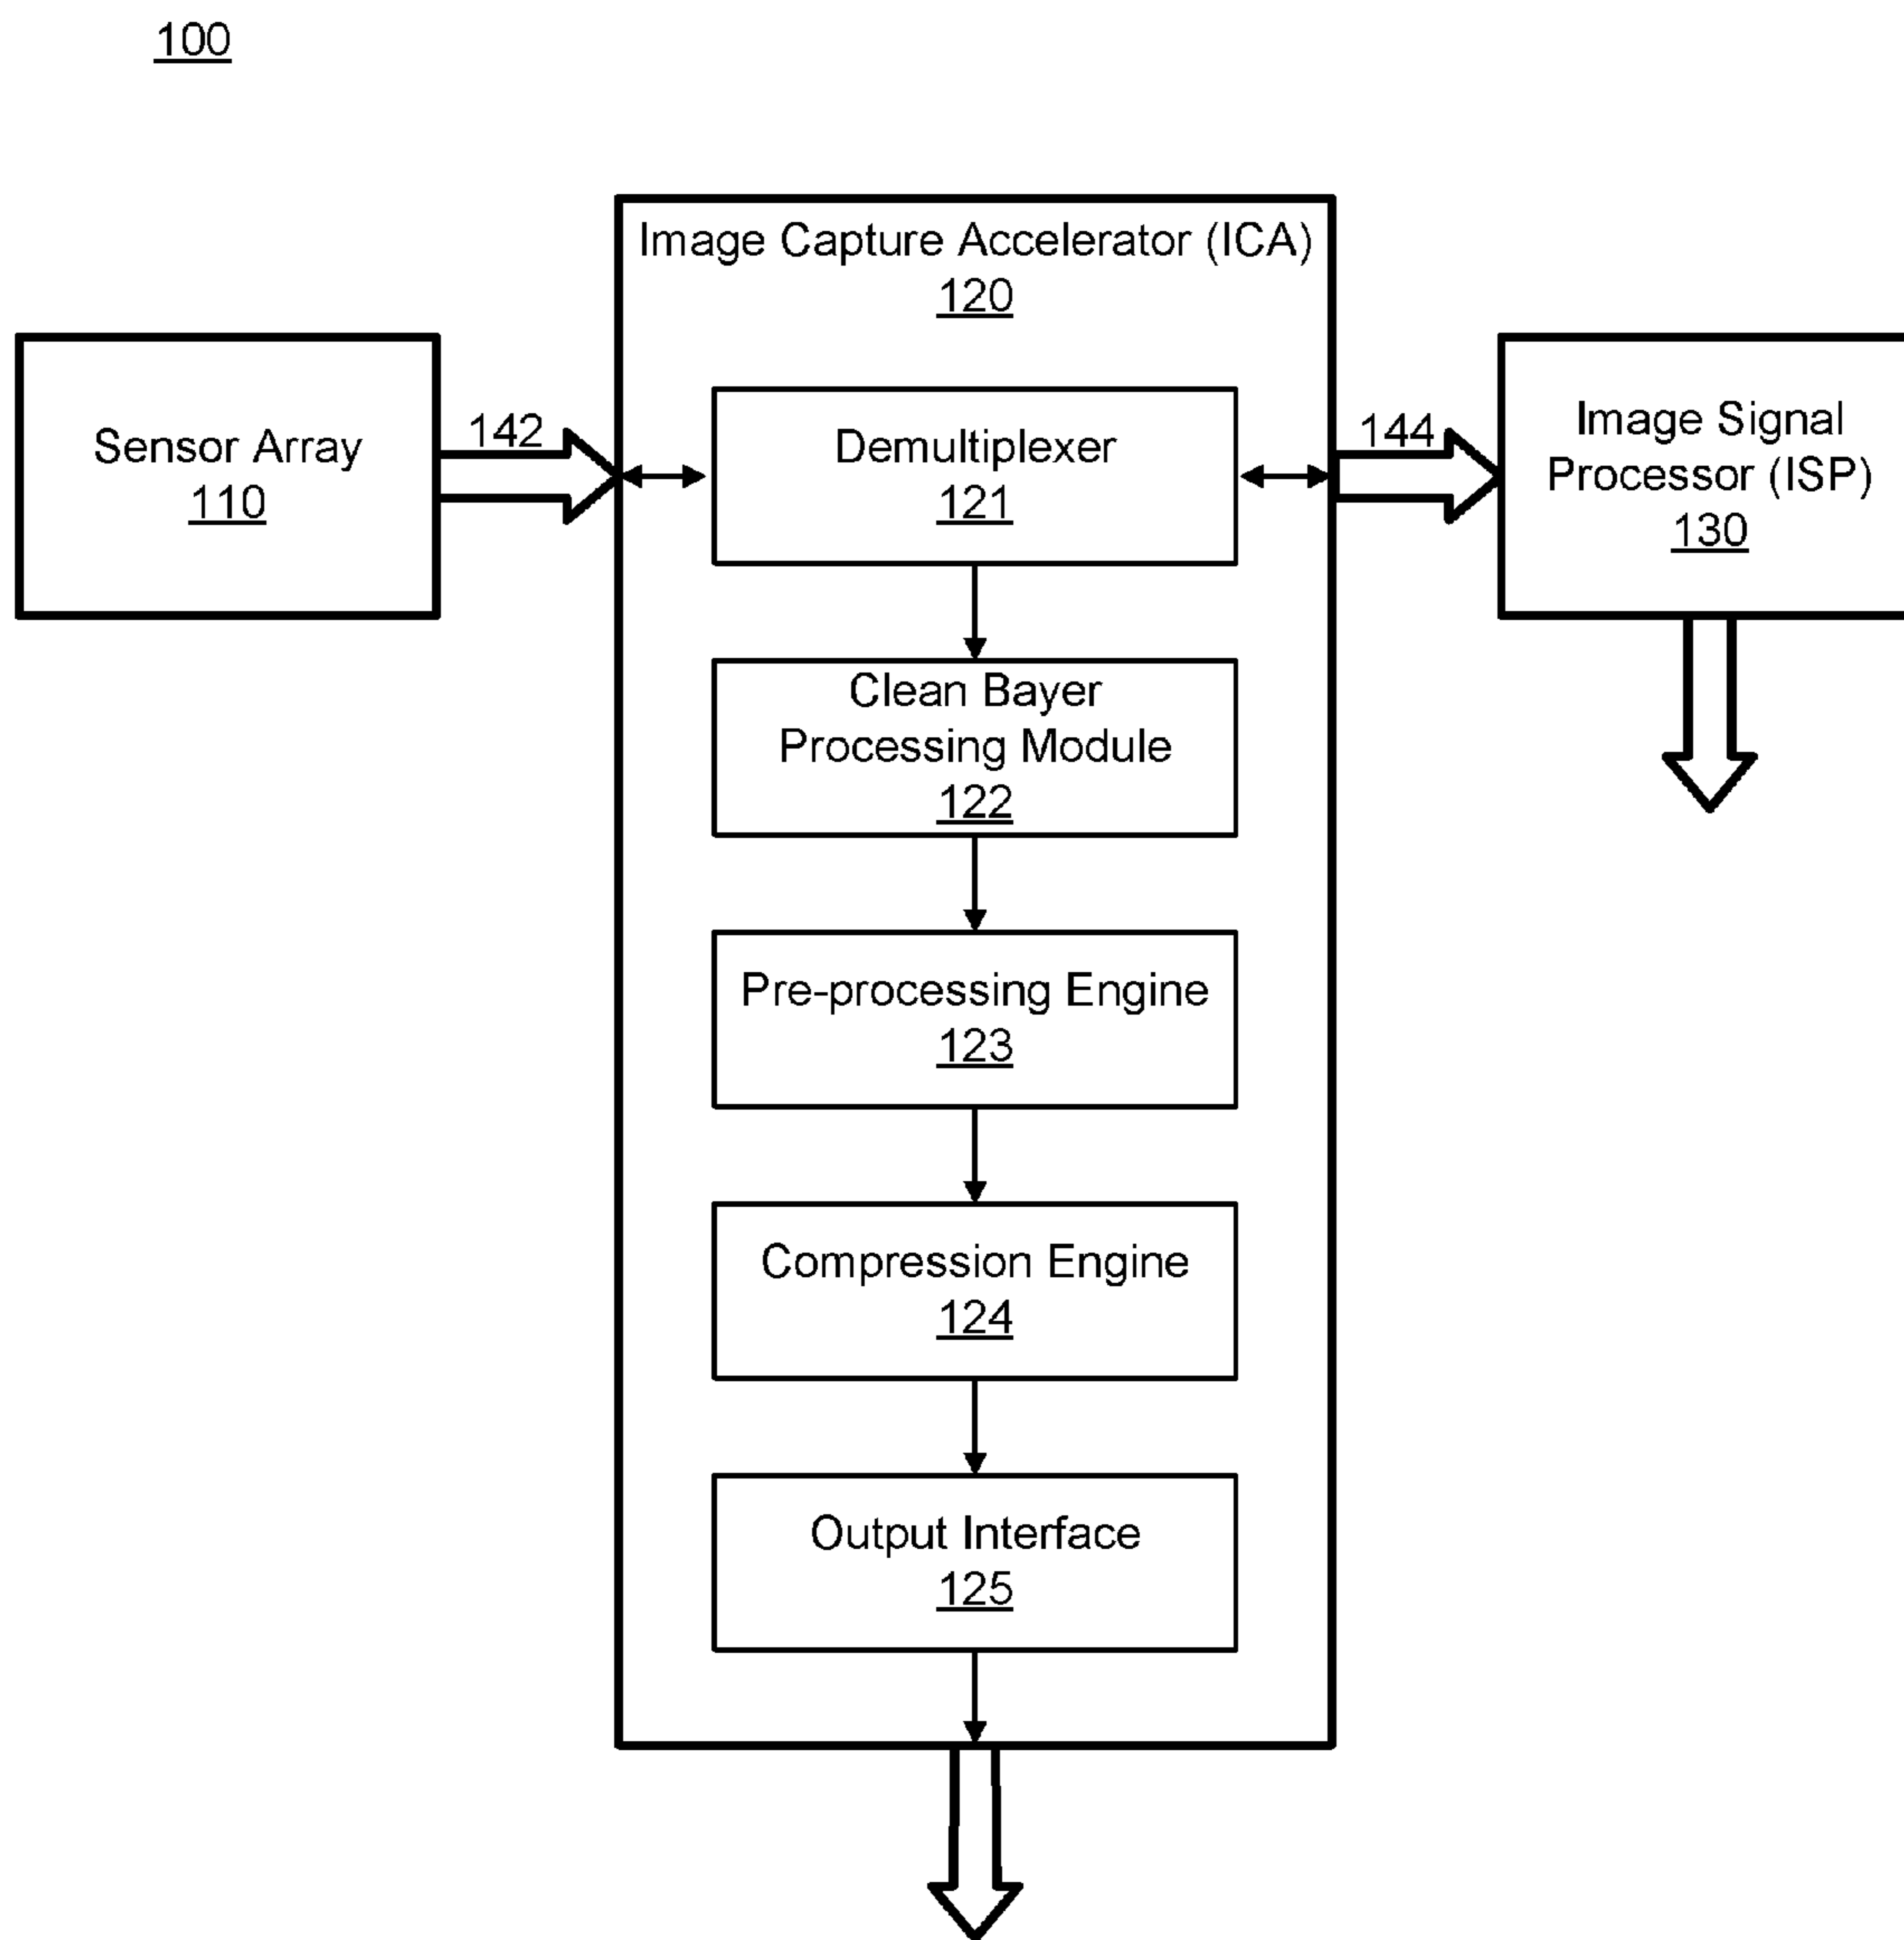 100
Image Capture Accelerator (ICA)
120
Sensor Array
110
142
Demultiplexer
121
144
Image Signal
Processor (ISP)
130
Clean Bayer
Processing Module
122
Pre-processing Engine
123
Compression Engine
124
Output Interface
125